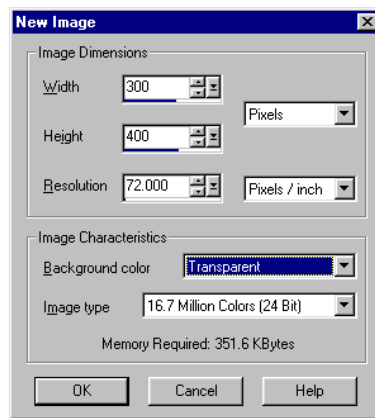 New Image
Image Dimensions
Width 300
Pixels
Height 400
Resolution 72.000 Pixels / inch
Image Characteristics
Background color Transparent
Image type 16.7 Million Colors (24 Bit)
Memory Required: 351.6 KBytes
OK Cancel Help